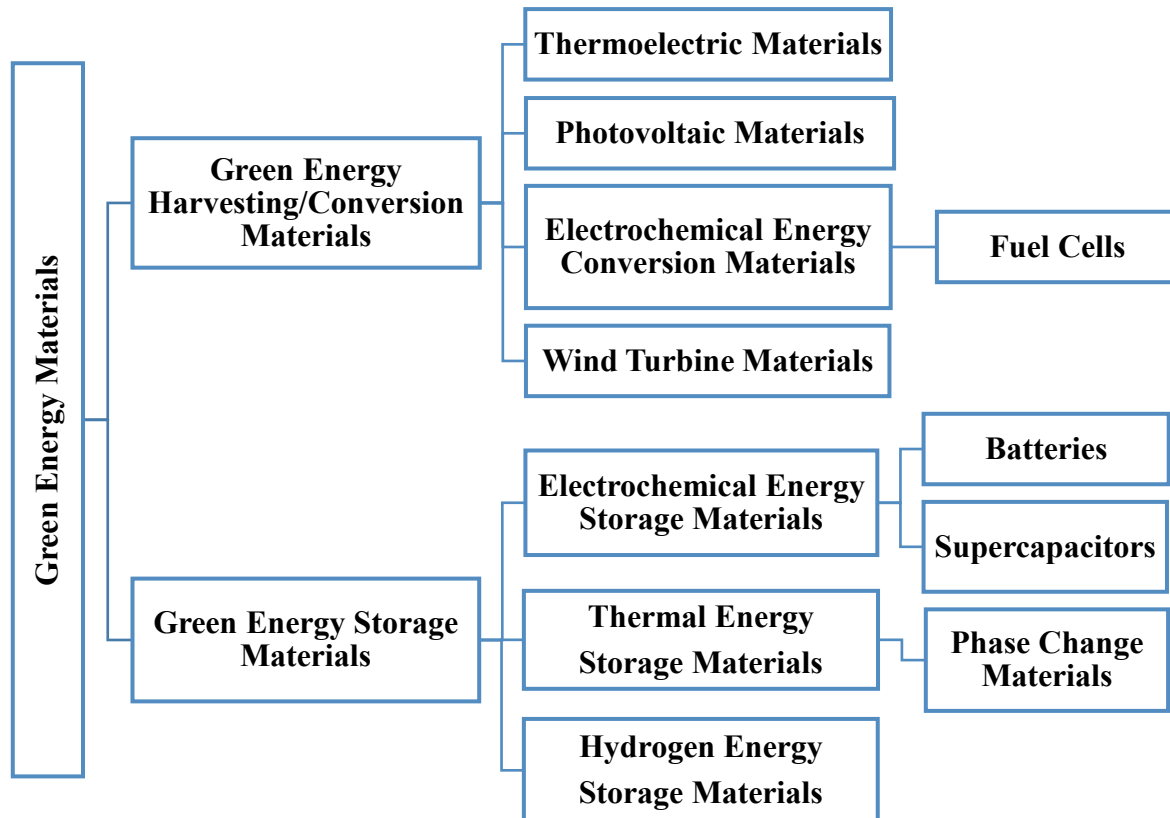 Green Energy Materials
Green Energy
Harvesting/Conversion
Materials
Thermoelectric Materials
Photovoltaic Materials
Electrochemical Energy
Conversion Materials
Fuel Cells
Wind Turbine Materials
Green Energy Storage
Materials
Electrochemical Energy
Storage Materials
Batteries
Supercapacitors
Thermal Energy
Storage Materials
Phase Change
Materials
Hydrogen Energy
Storage Materials